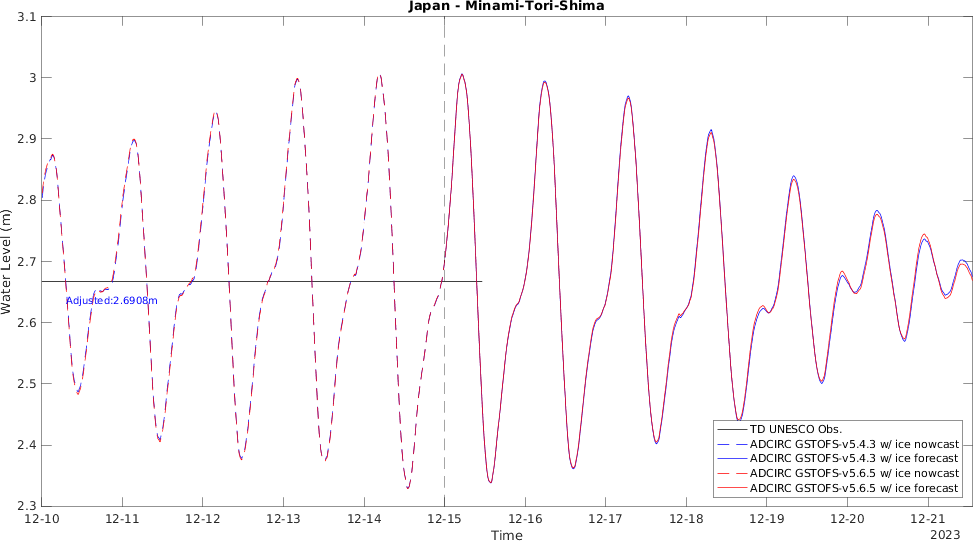 Japan - Minami-Tori-Shima
3.1
3
2.9
2.8
2.7
2.6
2.5
2.4
2.3
Water Level (m)
Adjusted:2.6908m
TD UNESCO Obs.
ADCIRC GSTOFS-v5.4.3 w/ ice nowcast
ADCIRC GSTOFS-v5.4.3 w/ ice forecast
ADCIRC GSTOFS-v5.6.5 w/ ice nowcast
ADCIRC GSTOFS-v5.6.5 w/ ice forecast
12-10 12-11 12-12 12-13 12-14 12-15 12-16 12-17 12-18 12-19 12-20 12-21
2023
Time